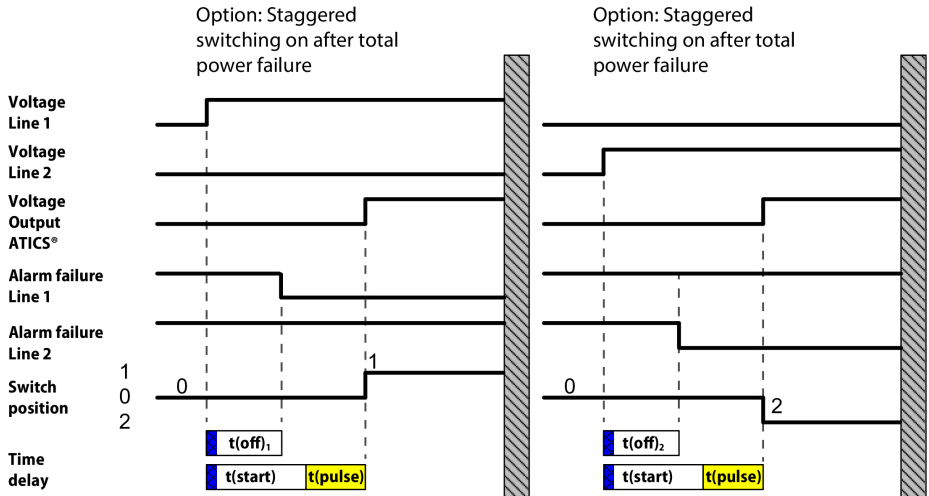 Option: Staggered
switching on after total
power failure
Option: Staggered
switching on after total
power failure
Voltage
Line 1
Voltage
Line 2
Voltage
Output
ATICS®
Alarm failure
Line 1
Alarm failure
Line 2
Switch
position
1
0
2
0
1
0
2
Time
delay
t(off)₁
t(start) t(pulse)
t(off)₂
t(start) t(pulse)